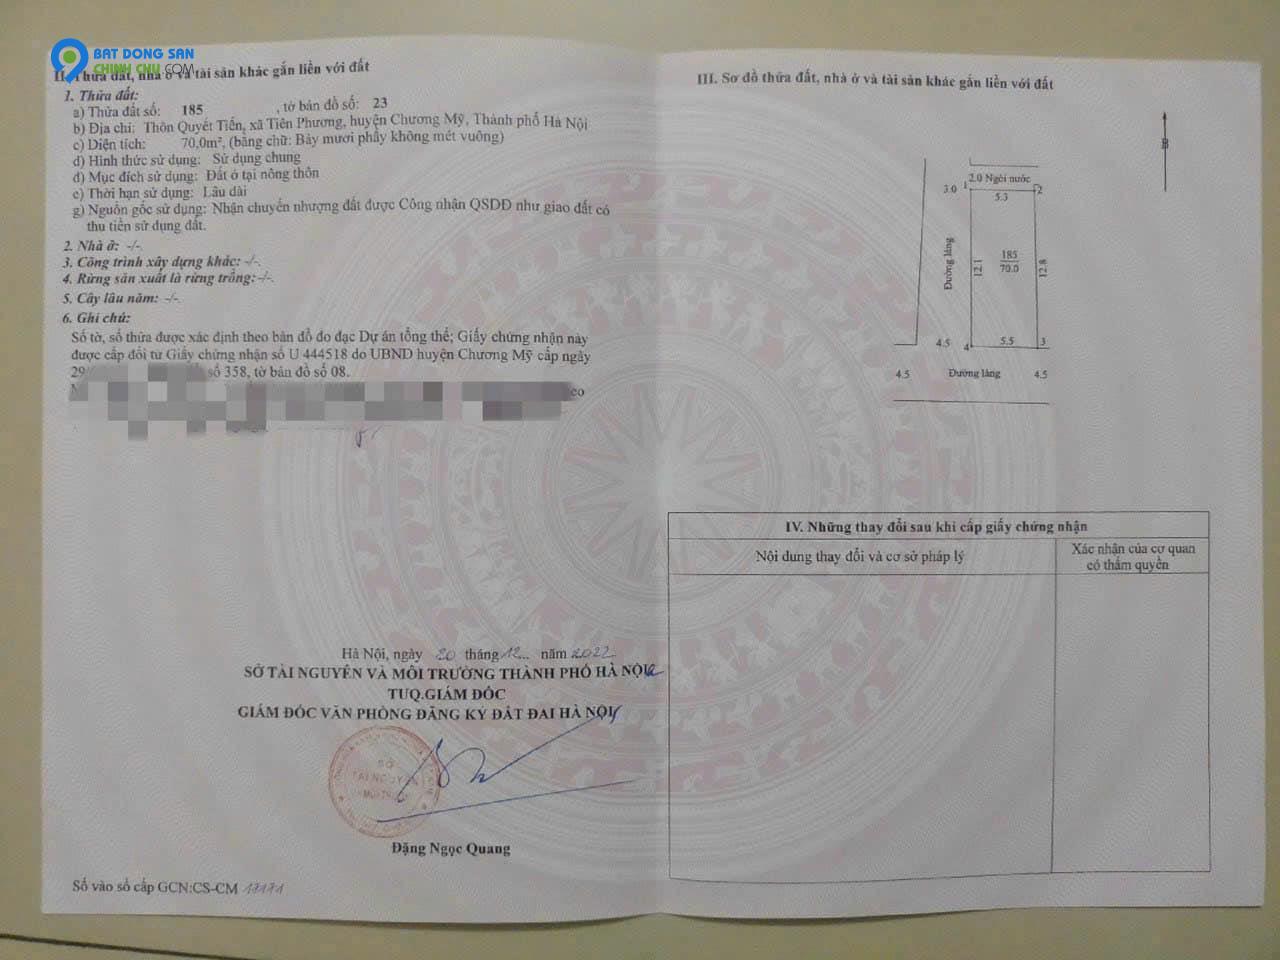 BAT DONG SAN
CHINH CHU.COM
II. Thửa đất, nhà ở và tài sản khác gắn liền với đất
1. Thửa đất:
a) Thửa đất số: 185 , tờ bản đồ số: 23
b) Địa chỉ: Thôn Quyết Tiến, xã Tiên Phương, huyện Chương Mỹ, Thành phố Hà Nội
c) Diện tích: 70,0m², (bằng chữ: Bảy mươi phẩy không mét vuông)
d) Hình thức sử dụng: Sử dụng chung
đ) Mục đích sử dụng: Đất ở tại nông thôn
e) Thời hạn sử dụng: Lâu dài
g) Nguồn gốc sử dụng: Nhận chuyển nhượng đất được Công nhận QSDĐ như giao đất có
thu tiền sử dụng đất.
2. Nhà ở: -/-.
3. Công trình xây dựng khác: -/-.
4. Rừng sản xuất là rừng trồng: -/-.
5. Cây lâu năm: -/-.
6. Ghi chú:
Số tờ, số thửa được xác định theo bản đồ đo đạc Dự án tổng thể; Giấy chứng nhận này
được cấp đổi từ Giấy chứng nhận số U 444518 do UBND huyện Chương Mỹ cấp ngày
29 số 358, tờ bản đồ số 08.
eo
Hà Nội, ngày 20 tháng 12 năm 2022
SỞ TÀI NGUYÊN VÀ MÔI TRƯỜNG THÀNH PHỐ HÀ NỘI
TUQ.GIÁM ĐỐC
GIÁM ĐỐC VĂN PHÒNG ĐĂNG KÝ ĐẤT ĐAI HÀ NỘI
SỞ
TÀI NGUYÊN
Đặng Ngọc Quang
Số vào sổ cấp GCN:CS-CM 17171
III. Sơ đồ thửa đất, nhà ở và tài sản khác gắn liền với đất
B
2.0 Ngòi nước
3.0 1 2
5.3
Đường làng
12.1
185
70.0
12.8
4.5 4 5.5 3
4.5 Đường làng 4.5
IV. Những thay đổi sau khi cấp giấy chứng nhận
Nội dung thay đổi và cơ sở pháp lý
Xác nhận của cơ quan
có thẩm quyền